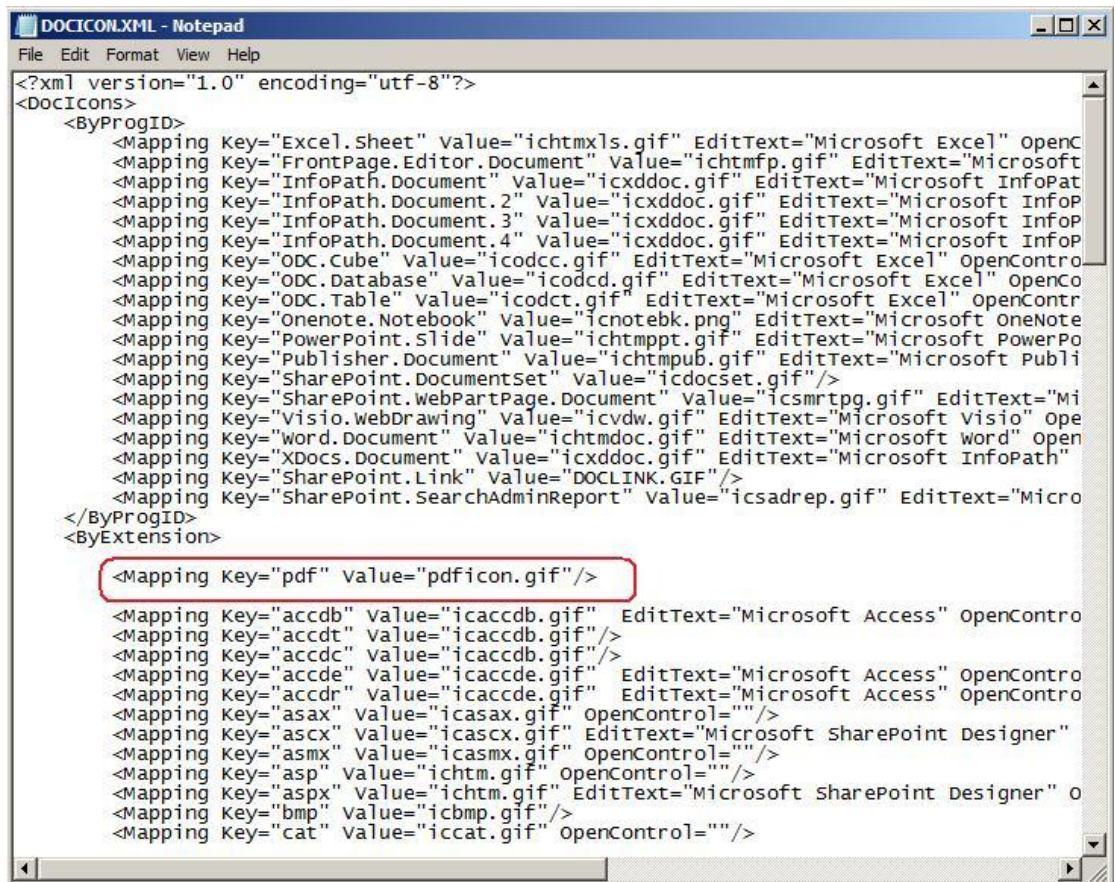 DOCICON.XML - Notepad
File Edit Format View Help
<?xml version="1.0" encoding="utf-8"?>
<DocIcons>
<ByProgID>
<Mapping Key="Excel.Sheet" Value="ichtmxls.gif" EditText="Microsoft Excel" OpenC
<Mapping Key="FrontPage.Editor.Document" Value="ichtmfp.gif" EditText="Microsoft
<Mapping Key="InfoPath.Document" Value="icxddoc.gif" EditText="Microsoft InfoPat
<Mapping Key="InfoPath.Document.2" Value="icxddoc.gif" EditText="Microsoft InfoP
<Mapping Key="InfoPath.Document.3" Value="icxddoc.gif" EditText="Microsoft InfoP
<Mapping Key="InfoPath.Document.4" Value="icxddoc.gif" EditText="Microsoft InfoP
<Mapping Key="ODC.Cube" Value="icodcc.gif" EditText="Microsoft Excel" OpenContro
<Mapping Key="ODC.Database" Value="icodcd.gif" EditText="Microsoft Excel" OpenCo
<Mapping Key="ODC.Table" Value="icodct.gif" EditText="Microsoft Excel" OpenContr
<Mapping Key="Onenote.Notebook" Value="icnotebk.png" EditText="Microsoft OneNote
<Mapping Key="PowerPoint.Slide" Value="ichtmppt.gif" EditText="Microsoft PowerPo
<Mapping Key="Publisher.Document" Value="ichtmpub.gif" EditText="Microsoft Publi
<Mapping Key="SharePoint.DocumentSet" Value="icdocset.gif"/>
<Mapping Key="SharePoint.WebPartPage.Document" Value="icsmrtpg.gif" EditText="Mi
<Mapping Key="Visio.WebDrawing" Value="icvdw.gif" EditText="Microsoft Visio" Ope
<Mapping Key="Word.Document" Value="ichtmdoc.gif" EditText="Microsoft Word" Open
<Mapping Key="XDocs.Document" Value="icxddoc.gif" EditText="Microsoft InfoPath"
<Mapping Key="SharePoint.Link" Value="DOCLINK.GIF"/>
<Mapping Key="SharePoint.SearchAdminReport" Value="icsadrep.gif" EditText="Micro
</ByProgID>
<ByExtension>
<Mapping Key="pdf" Value="pdficon.gif"/>
<Mapping Key="accdb" Value="icaccdb.gif" EditText="Microsoft Access" OpenContro
<Mapping Key="accdt" Value="icaccdb.gif"/>
<Mapping Key="accdc" Value="icaccdb.gif"/>
<Mapping Key="accde" Value="icaccde.gif" EditText="Microsoft Access" OpenContro
<Mapping Key="accdr" Value="icaccde.gif" EditText="Microsoft Access" OpenContro
<Mapping Key="asax" Value="icasax.gif" OpenControl=""/>
<Mapping Key="ascx" Value="icascx.gif" EditText="Microsoft SharePoint Designer"
<Mapping Key="asmx" Value="icasmx.gif" OpenControl=""/>
<Mapping Key="asp" Value="ichtm.gif" OpenControl=""/>
<Mapping Key="aspx" Value="ichtm.gif" EditText="Microsoft SharePoint Designer" O
<Mapping Key="bmp" Value="icbmp.gif"/>
<Mapping Key="cat" Value="iccat.gif" OpenControl=""/>